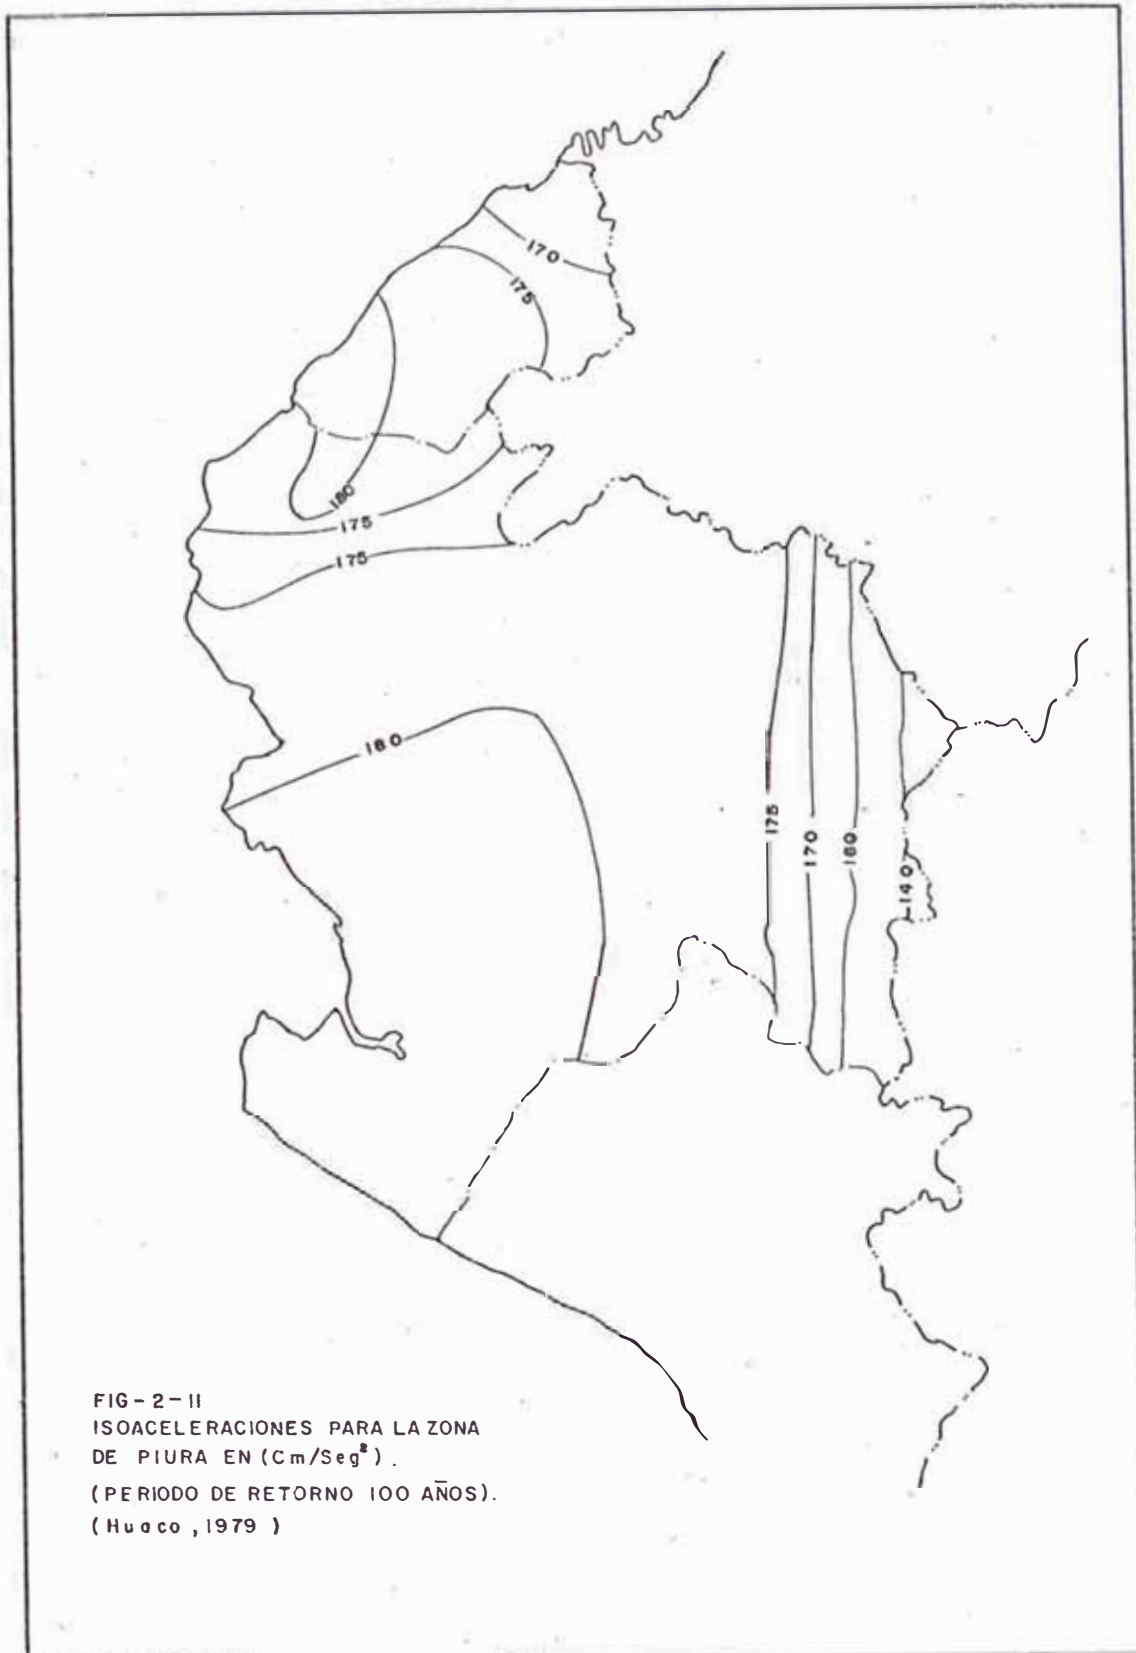 170
175
180
175
175
180
175
170
160
140
FIG-2-11
ISOACELERACIONES PARA LA ZONA
DE PIURA EN (Cm/Seg²).
(PERIODO DE RETORNO 100 AÑOS).
(Huaco, 1979 )